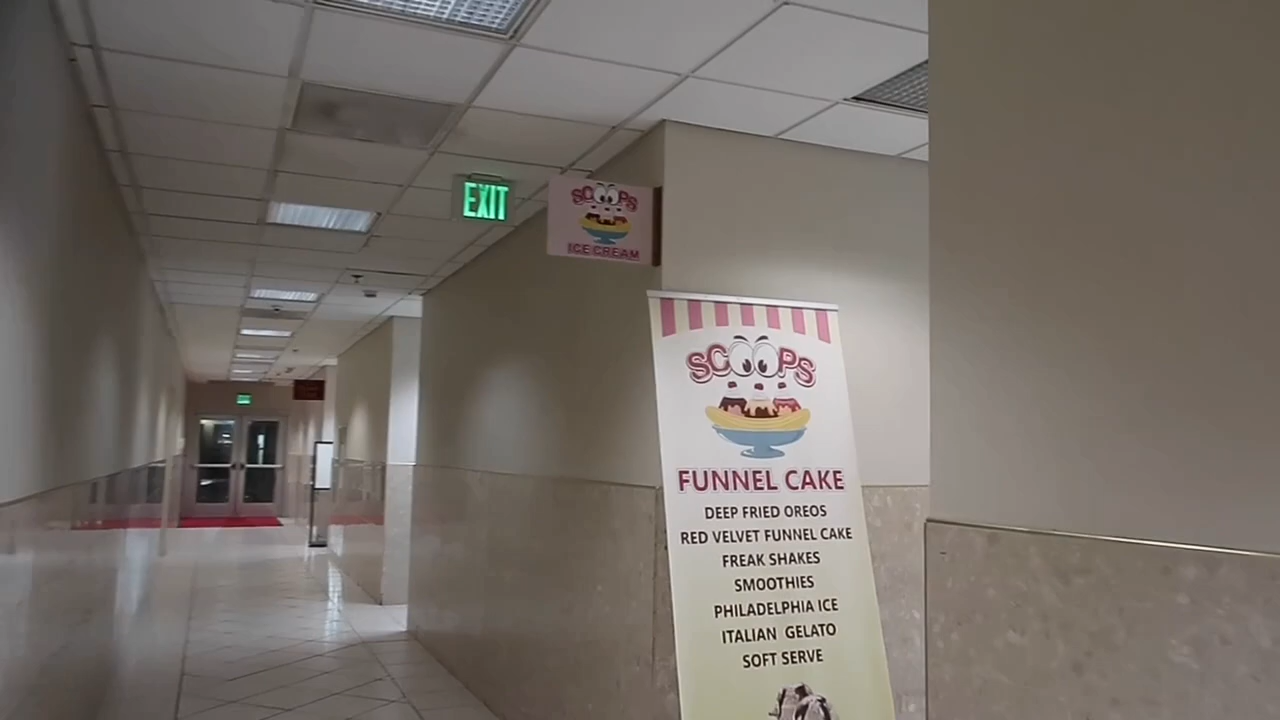 EXIT
SCOOPS
ICE CREAM
SCOOPS
FUNNEL CAKE
DEEP FRIED OREOS
RED VELVET FUNNEL CAKE
FREAK SHAKES
SMOOTHIES
PHILADELPHIA ICE
ITALIAN GELATO
SOFT SERVE